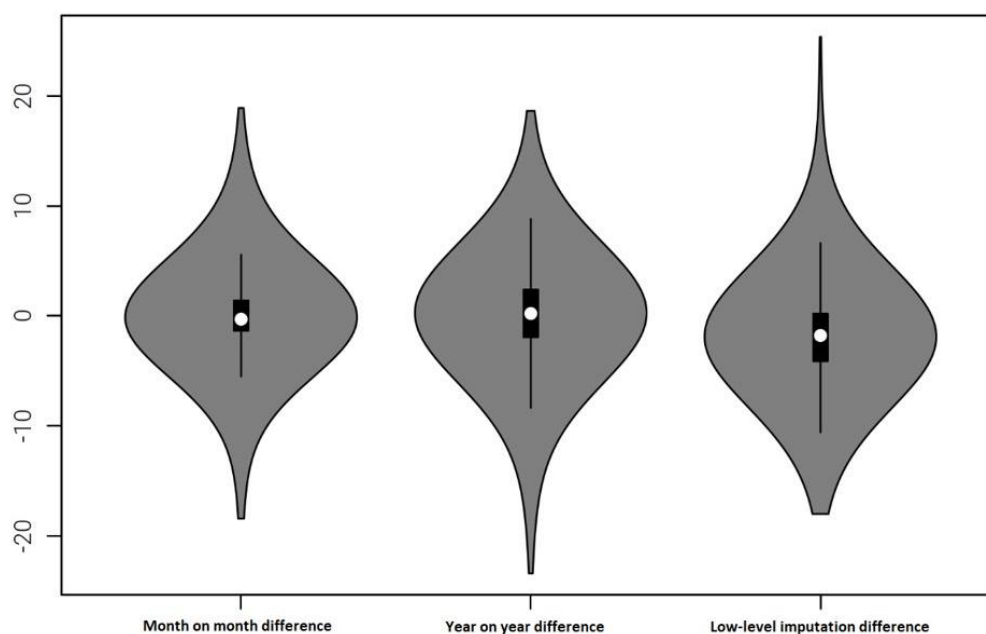 20
10
0
-10
-20
Month on month difference
Year on year difference
Low-level imputation difference